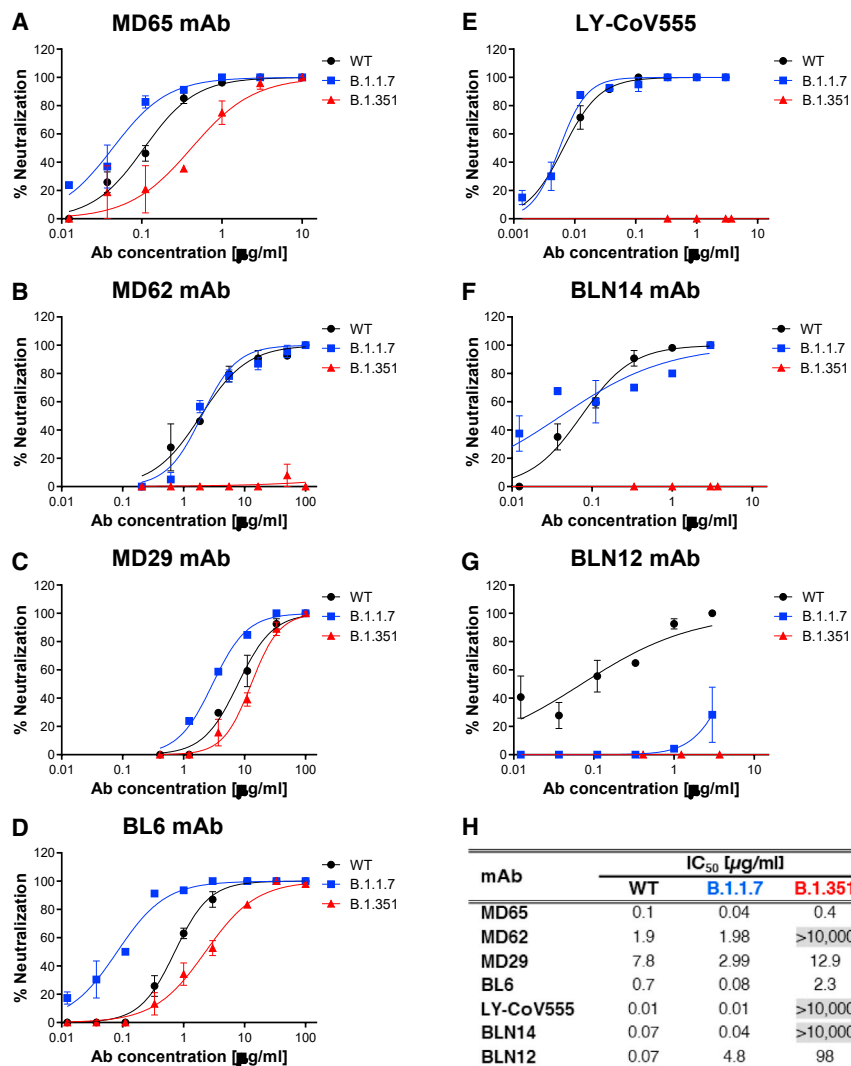 A
MD65 mAb
120
100
80
60
40
20
0
% Neutralization
0.01 0.1 1 10 100
Ab concentration [µg/ml]
WT
B.1.1.7
B.1.351
B
MD62 mAb
120
100
80
60
40
20
0
% Neutralization
0.01 0.1 1 10 100
Ab concentration [µg/ml]
WT
B.1.1.7
B.1.351
C
MD29 mAb
120
100
80
60
40
20
0
% Neutralization
0.01 0.1 1 10 100
Ab concentration [µg/ml]
WT
B.1.1.7
B.1.351
D
BL6 mAb
120
100
80
60
40
20
0
% Neutralization
0.01 0.1 1 10 100
Ab concentration [µg/ml]
WT
B.1.1.7
B.1.351
E
LY-CoV555
120
100
80
60
40
20
0
% Neutralization
0.001 0.01 0.1 1 10
Ab concentration [µg/ml]
WT
B.1.1.7
B.1.351
F
BLN14 mAb
120
100
80
60
40
20
0
% Neutralization
0.01 0.1 1 10
Ab concentration [µg/ml]
WT
B.1.1.7
B.1.351
G
BLN12 mAb
120
100
80
60
40
20
0
% Neutralization
0.01 0.1 1 10
Ab concentration [µg/ml]
WT
B.1.1.7
B.1.351
H
IC50 [µg/ml]
mAb WT B.1.1.7 B.1.351
MD65 0.1 0.04 0.4
MD62 1.9 1.98 >10,000
MD29 7.8 2.99 12.9
BL6 0.7 0.08 2.3
LY-CoV555 0.01 0.01 >10,000
BLN14 0.07 0.04 >10,000
BLN12 0.07 4.8 98